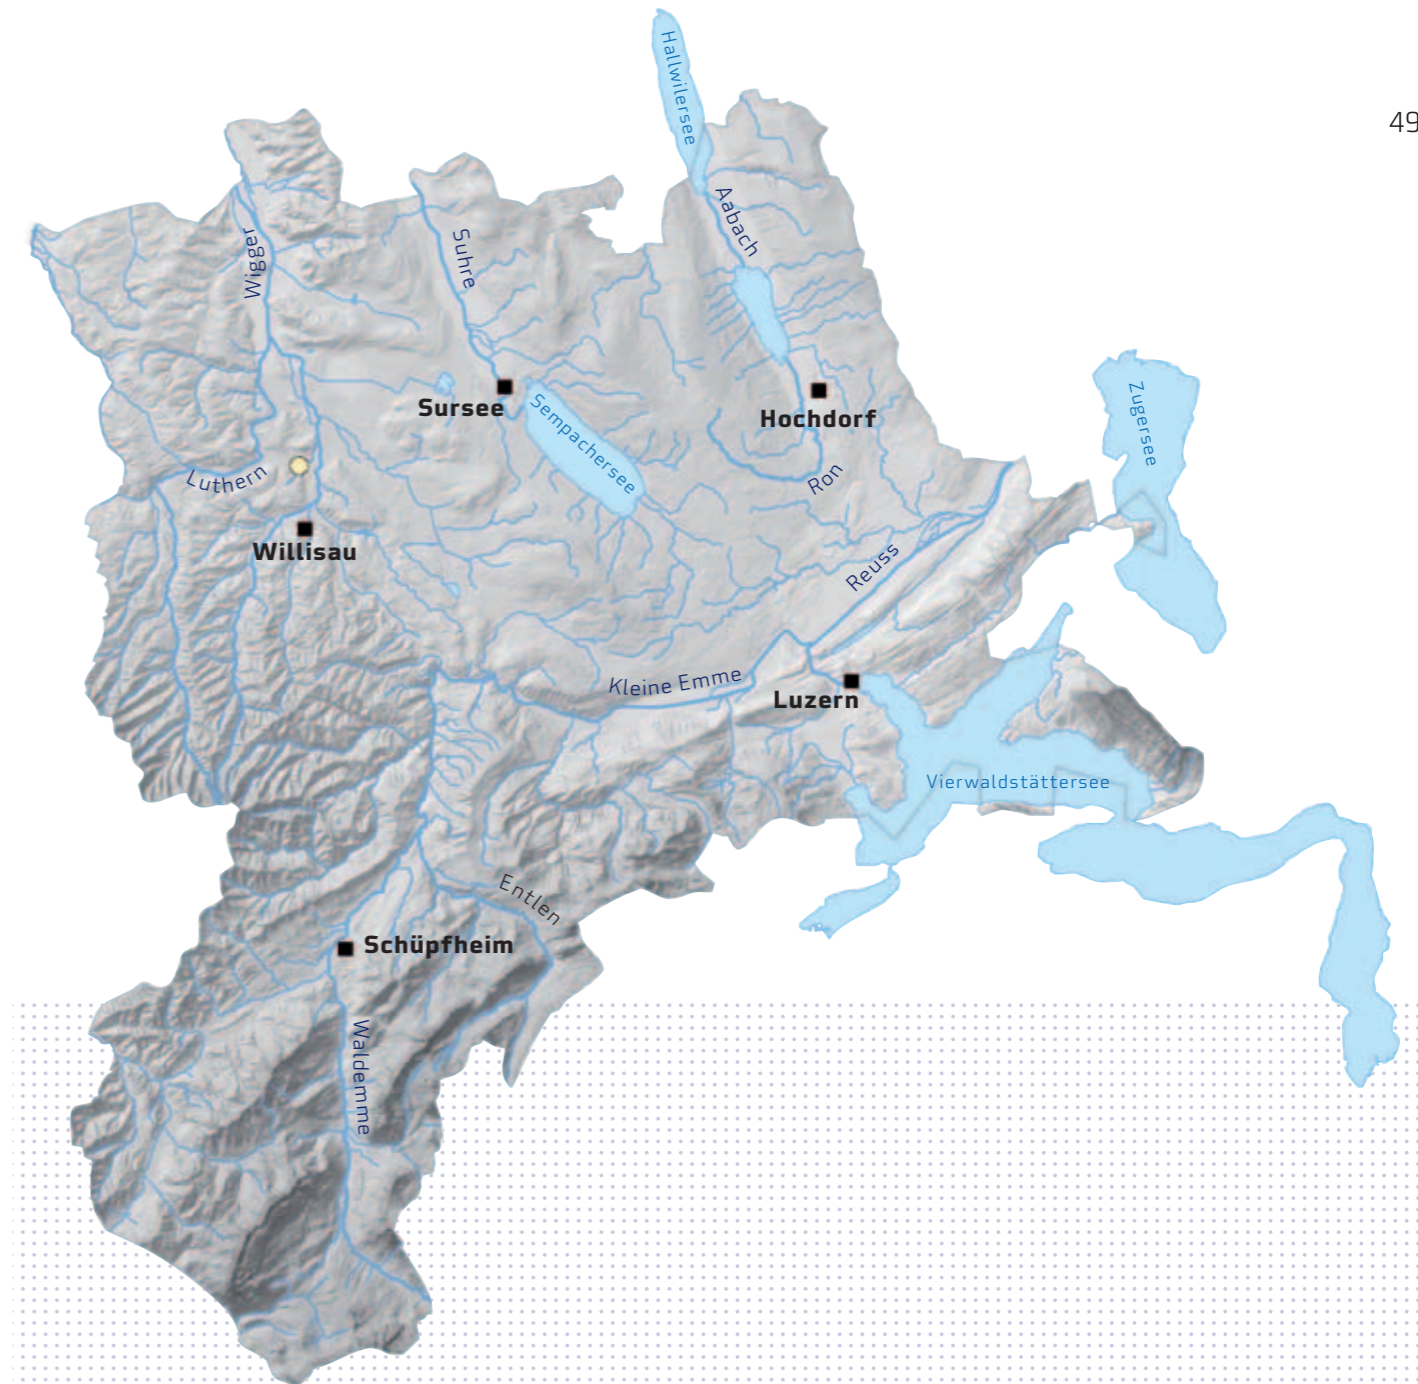 Hallwilersee
49
Aabach
Wigger
Suhre
Zugersee
Sursee
Sempachersee
Hochdorf
Luthern
Ron
Willisau
Reuss
Kleine Emme
Luzern
Vierwaldstättersee
Entlen
Schüpfheim
Waldemme